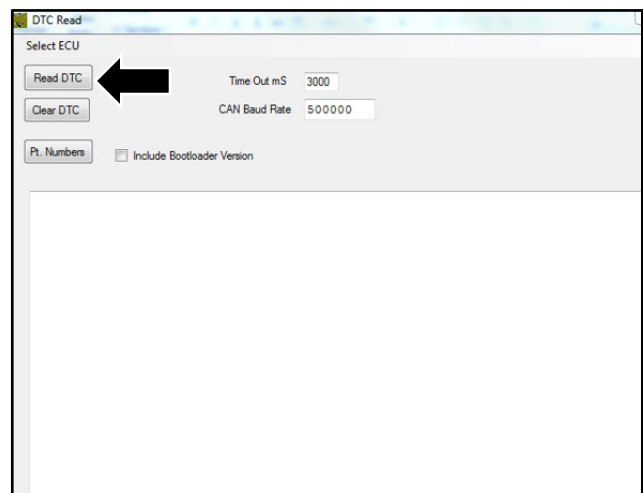 DTC Read
Select ECU
Read DTC
Time Out mS 3000
Clear DTC
CAN Baud Rate 500000
Pt. Numbers
Include Bootloader Version